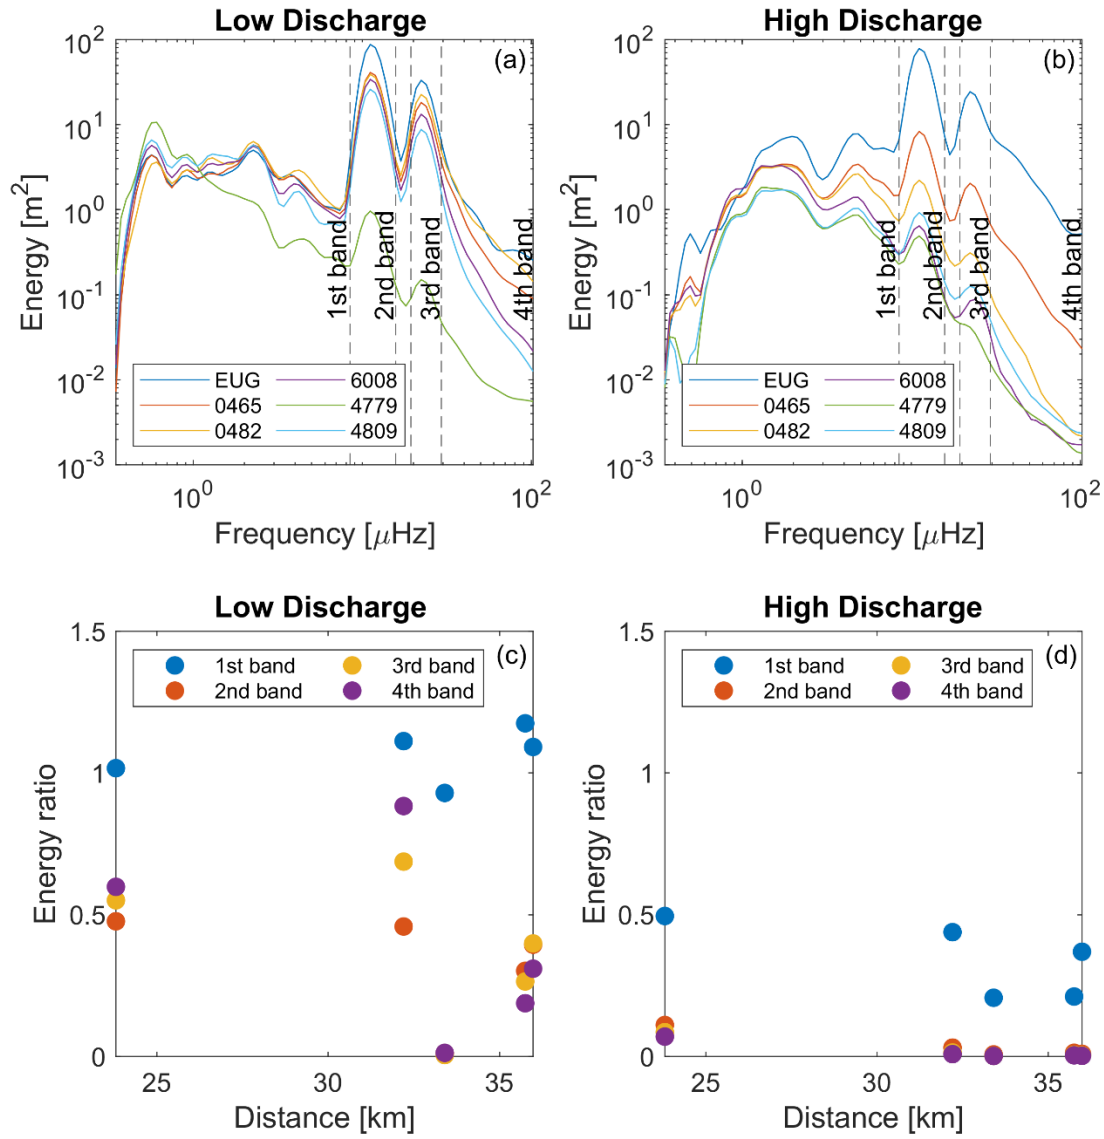 Low Discharge
(a)
10^2
10^1
10^0
10^-1
10^-2
10^-3
Energy [m^2]
1st band
2nd band
3rd band
4th band
EUG 6008
0465 4779
0482 4809
10^0 10^2
Frequency [μHz]
High Discharge
(b)
10^2
10^1
10^0
10^-1
10^-2
10^-3
Energy [m^2]
1st band
2nd band
3rd band
4th band
EUG 6008
0465 4779
0482 4809
10^0 10^2
Frequency [μHz]
Low Discharge
(c)
1.5
1
0.5
0
Energy ratio
1st band 3rd band
2nd band 4th band
25 30 35
Distance [km]
High Discharge
(d)
1.5
1
0.5
0
Energy ratio
1st band 3rd band
2nd band 4th band
25 30 35
Distance [km]